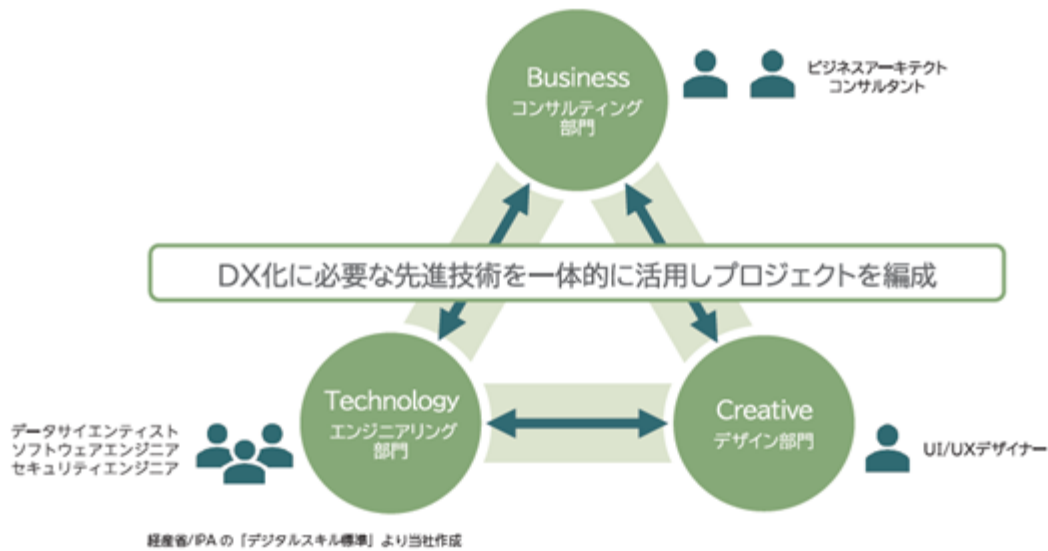 Business
コンサルティング
部門
ビジネスアーキテクト
コンサルタント
DX化に必要な先進技術を一体的に活用しプロジェクトを編成
Technology
エンジニアリング
部門
データサイエンティスト
ソフトウェアエンジニア
セキュリティエンジニア
Creative
デザイン部門
UI/UXデザイナー
経産省/IPA の「デジタルスキル標準」より当社作成